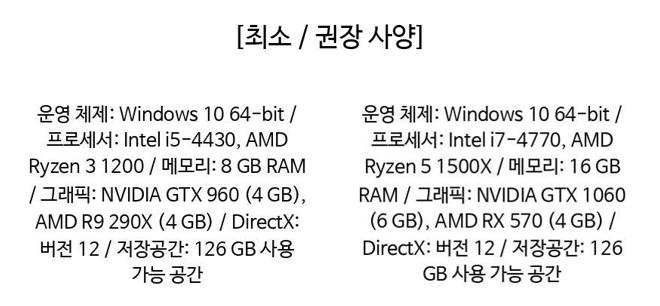 [최소 / 권장 사양]
운영 체제: Windows 10 64-bit /
프로세서: Intel i5-4430, AMD
Ryzen 3 1200 / 메모리: 8 GB RAM
/ 그래픽: NVIDIA GTX 960 (4 GB),
AMD R9 290X (4 GB) / DirectX:
버전 12 / 저장공간: 126 GB 사용
가능 공간
운영 체제: Windows 10 64-bit /
프로세서: Intel i7-4770, AMD
Ryzen 5 1500X / 메모리: 16 GB
RAM / 그래픽: NVIDIA GTX 1060
(6 GB), AMD RX 570 (4 GB) /
DirectX: 버전 12 / 저장공간: 126
GB 사용 가능 공간